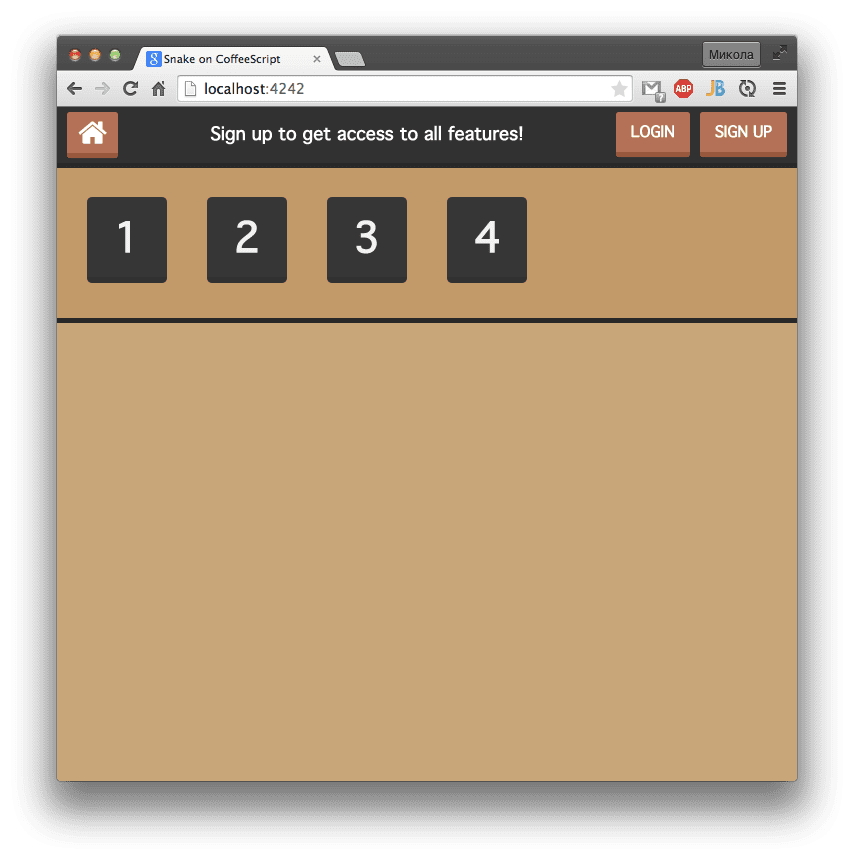 Snake on CoffeeScript
Микола
localhost:4242
ABP
JB
Sign up to get access to all features!
LOGIN
SIGN UP
1
2
3
4